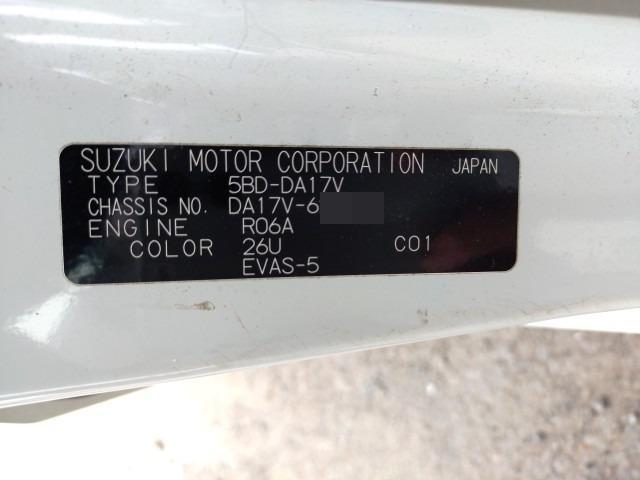 SUZUKI MOTOR CORPORATION JAPAN
TYPE 5BD-DA17V
CHASSIS NO. DA17V-6
ENGINE R06A
COLOR 26U C01
EVAS-5